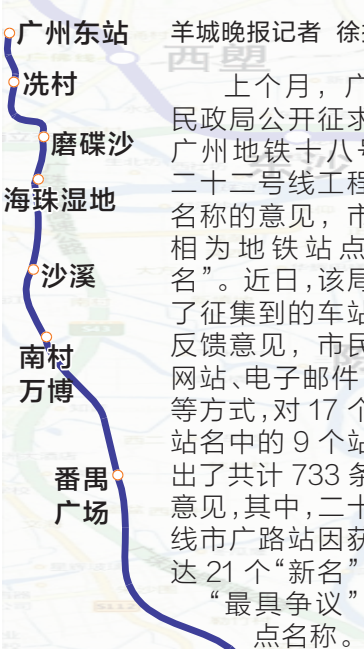 广州东站
冼村
磨碟沙
海珠湿地
沙溪
南村
万博
番禺
广场
羊城晚报记者 徐
上个月，广
民政局公开征求
广州地铁十八号
二十二号线工程
名称的意见，市
相为地铁站点
名”。近日，该局
了征集到的车站
反馈意见，市民
网站、电子邮件
等方式，对17个
站名中的9个站
出了共计733条
意见，其中，二十
线市广路站因获
达21个“新名”
“最具争议”
点名称。